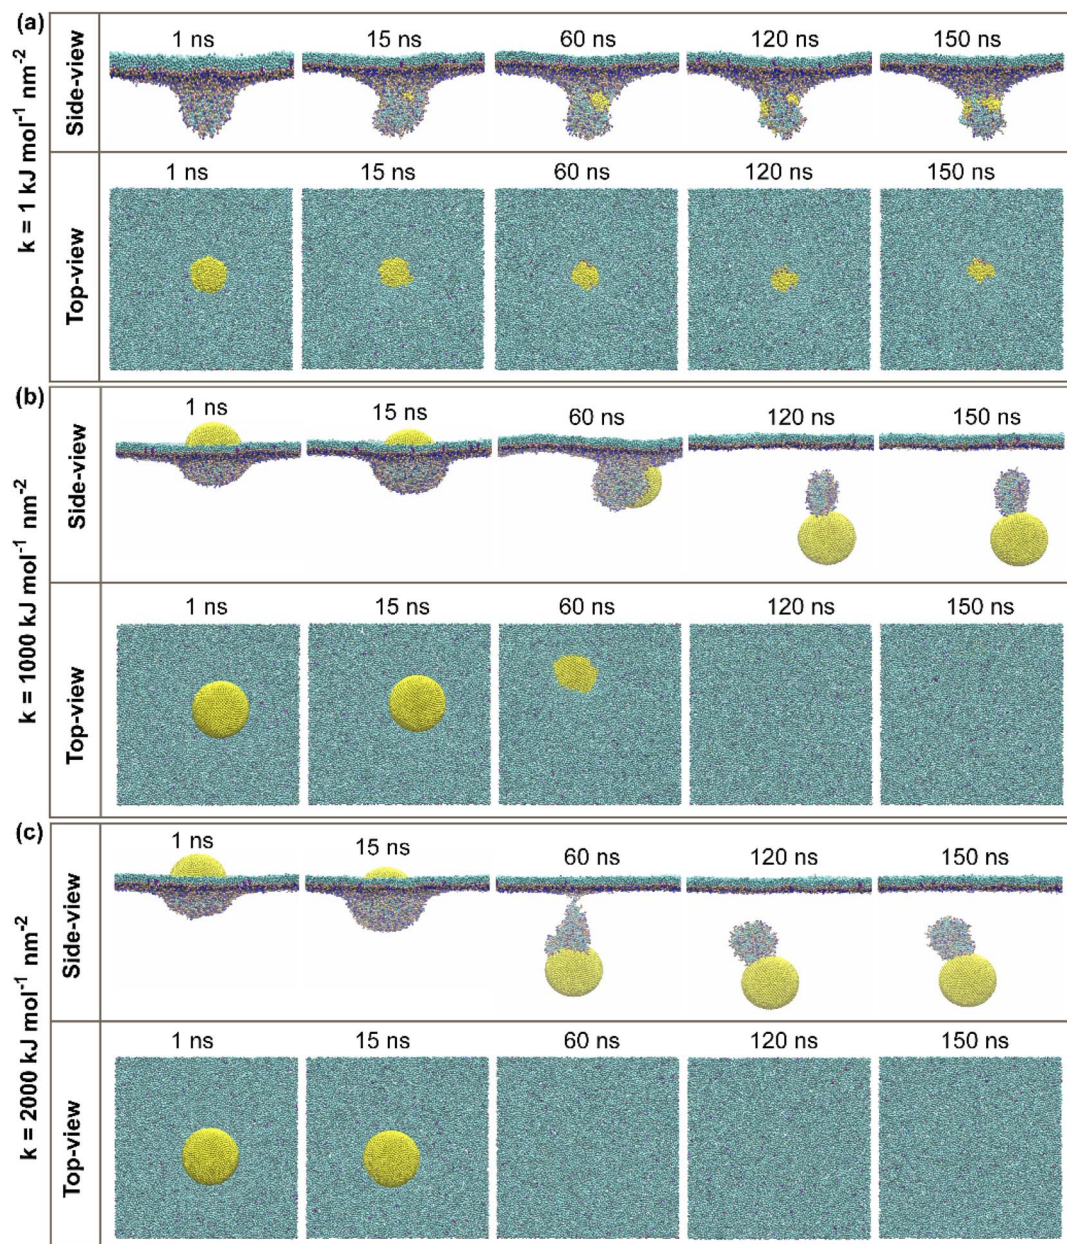 (a)
k = 1 kJ mol⁻¹ nm⁻²
Side-view
1 ns 15 ns 60 ns 120 ns 150 ns
Top-view
1 ns 15 ns 60 ns 120 ns 150 ns
(b)
k = 1000 kJ mol⁻¹ nm⁻²
Side-view
1 ns 15 ns 60 ns 120 ns 150 ns
Top-view
1 ns 15 ns 60 ns 120 ns 150 ns
(c)
k = 2000 kJ mol⁻¹ nm⁻²
Side-view
1 ns 15 ns 60 ns 120 ns 150 ns
Top-view
1 ns 15 ns 60 ns 120 ns 150 ns